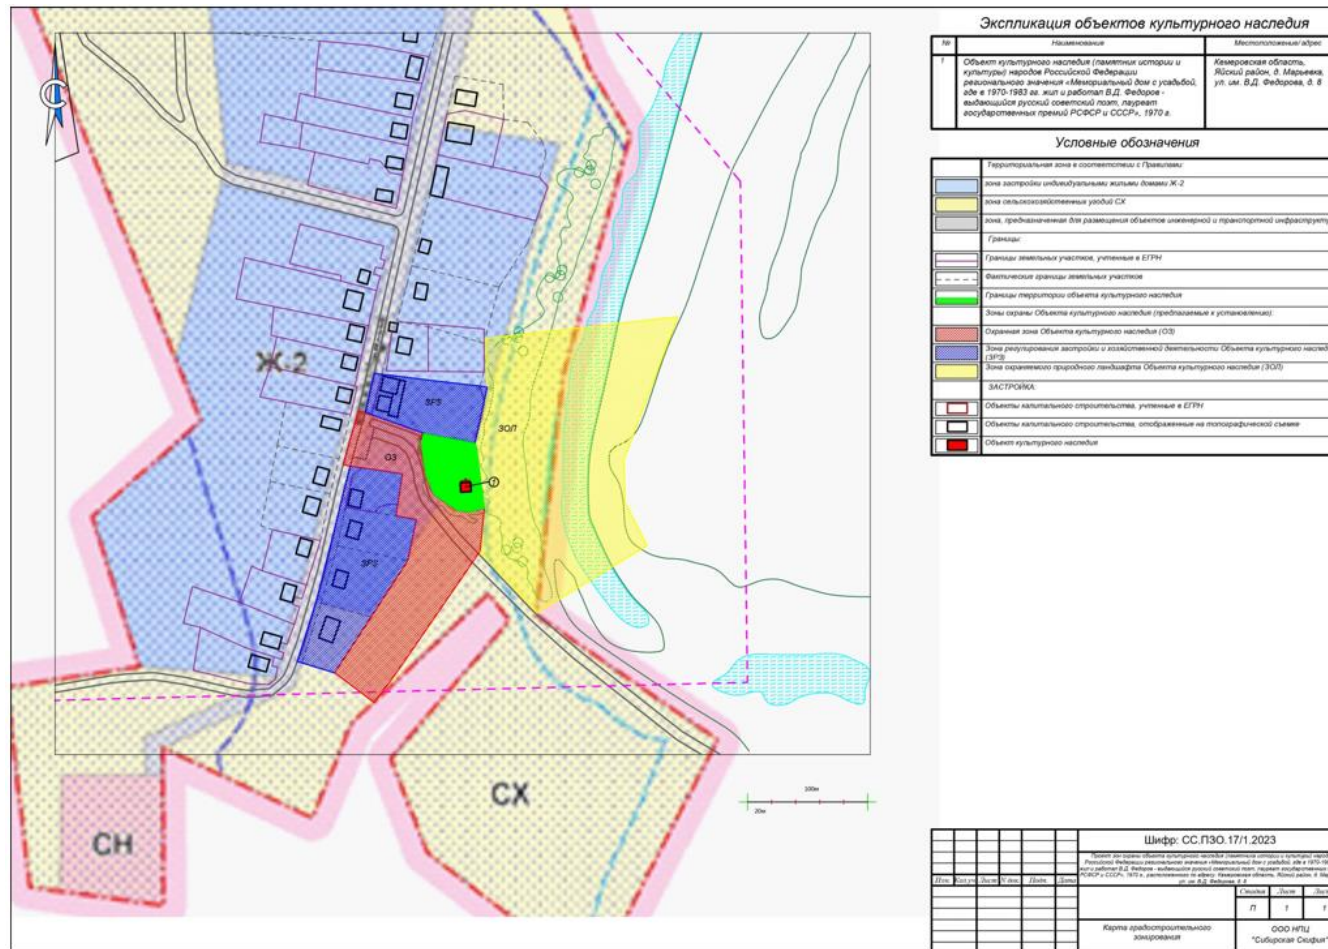 Экспликация объектов культурного наследия
№ Наименование Местоположение/адрес
1 Объект культурного наследия (памятник истории и культуры) народов Российской Федерации регионального значения «Мемориальный дом с усадьбой, где в 1970-1983 гг. жил и работал В.Д. Федоров - выдающийся русский советский поэт, лауреат государственных премий РСФСР и СССР», 1970 г.
Кемеровская область,
Яйский район, д. Марьевка,
ул. им. В.Д. Федорова, д. 8
Условные обозначения
Территориальная зона в соответствии с Правилами:
зона застройки индивидуальными жилыми домами Ж-2
зона сельскохозяйственных угодий СХ
зона, предназначенная для размещения объектов инженерной и транспортной
Границы:
Границы земельных участков, учтенные в ЕГРН
Фактические границы земельных участков
Границы территории объекта культурного наследия
Зоны охраны Объекта культурного наследия (предлагаемые к установлению):
Охранная зона Объекта культурного наследия (ОЗ)
Зона регулирования застройки и хозяйственной деятельности Объекта культурного
(ЗРЗ)
Зона охраняемого природного ландшафта Объекта культурного наследия (ЗОЛ)
ЗАСТРОЙКА:
Объекты капитального строительства, учтенные в ЕГРН
Объекты капитального строительства, отображенные на топографической съемке
Объект культурного наследия
С
Ж-2
ЗРЗ
ЗОЛ
ОЗ
1
ЗРЗ
СХ
СН
100м
20м
Шифр: СС.ПЗО.17/1.2023
Изм. Кол.уч Лист N док. Подп. Дата
Стадия Лист
П 1 1
Карта градостроительного
зонирования
ООО НПЦ
"Сибирская Скифия"